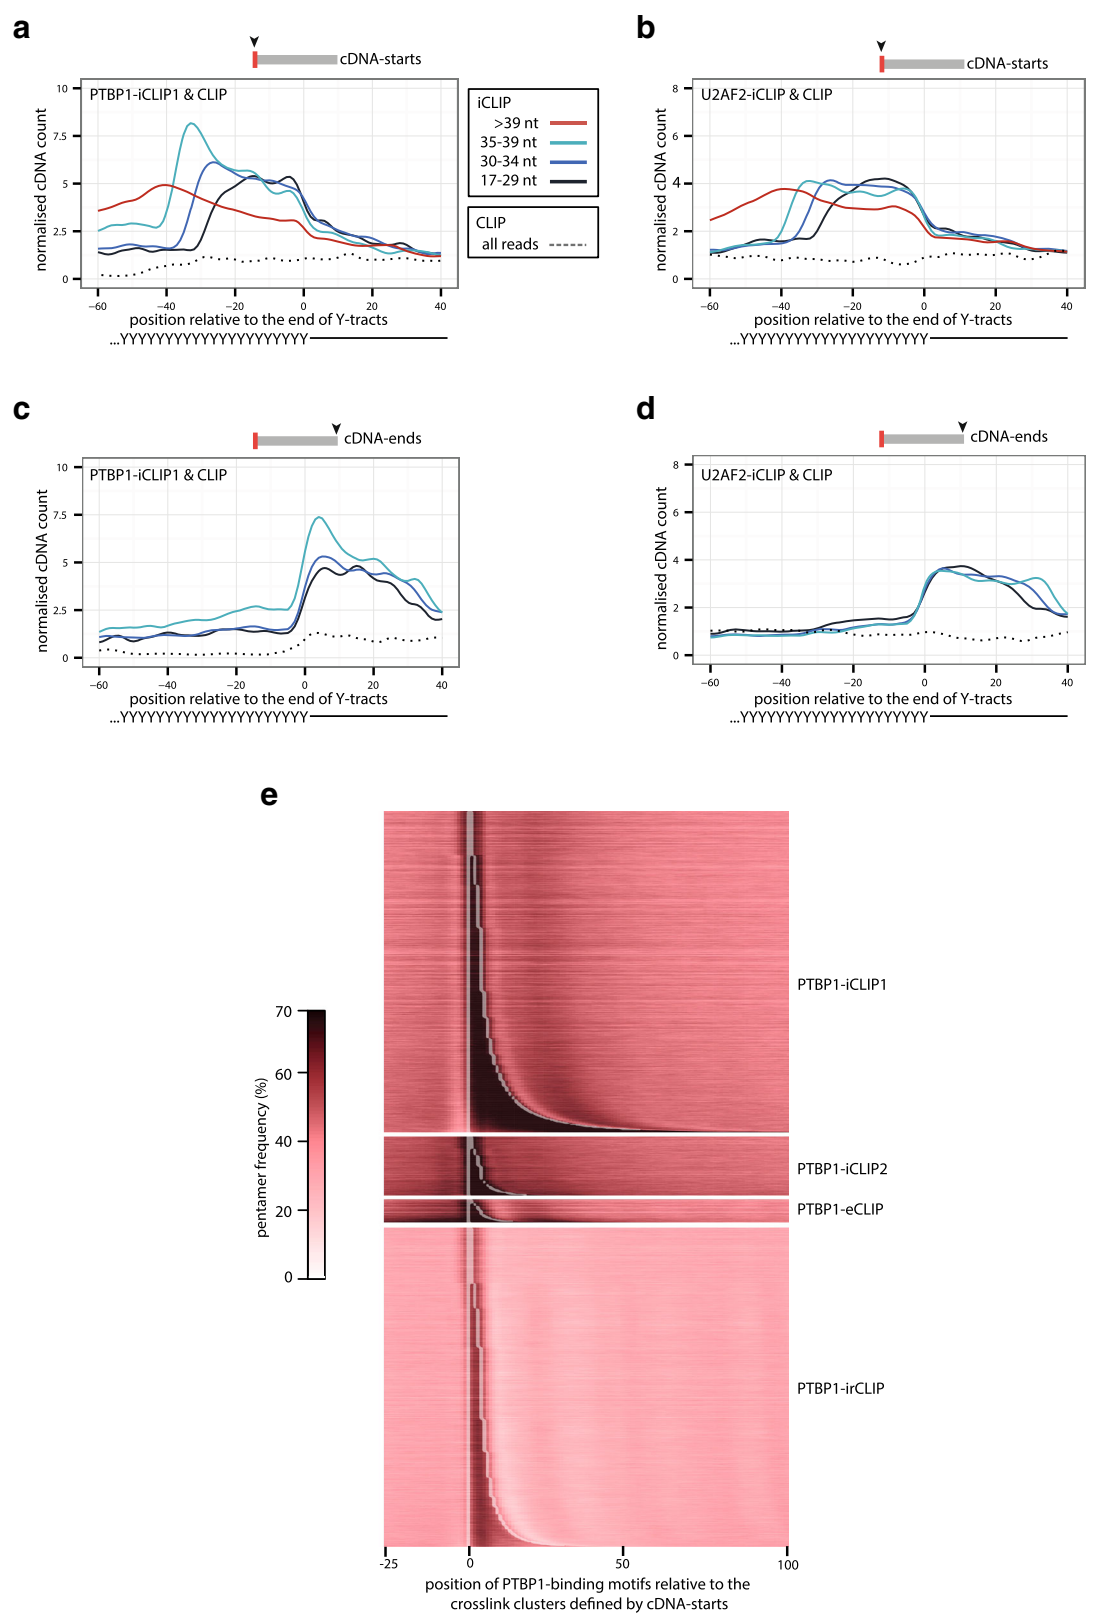 a
cDNA-starts
PTBP1-iCLIP1 & CLIP
normalised cDNA count
10
7.5
5
2.5
0
−60
−40
−20
0
20
40
position relative to the end of Y-tracts
...YYYYYYYYYYYYYYYYYYYYY
iCLIP
>39 nt
35-39 nt
30-34 nt
17-29 nt
CLIP
all reads
b
cDNA-starts
U2AF2-iCLIP & CLIP
normalised cDNA count
8
6
4
2
0
−60
−40
−20
0
20
40
position relative to the end of Y-tracts
...YYYYYYYYYYYYYYYYYYYYY
c
cDNA-ends
PTBP1-iCLIP1 & CLIP
normalised cDNA count
10
7.5
5
2.5
0
−60
−40
−20
0
20
40
position relative to the end of Y-tracts
...YYYYYYYYYYYYYYYYYYYYY
d
cDNA-ends
U2AF2-iCLIP & CLIP
normalised cDNA count
8
6
4
2
0
−60
−40
−20
0
20
40
position relative to the end of Y-tracts
...YYYYYYYYYYYYYYYYYYYYY
e
pentamer frequency (%)
70
60
40
20
0
PTBP1-iCLIP1
PTBP1-iCLIP2
PTBP1-eCLIP
PTBP1-irCLIP
-25
0
50
100
position of PTBP1-binding motifs relative to the
crosslink clusters defined by cDNA-starts